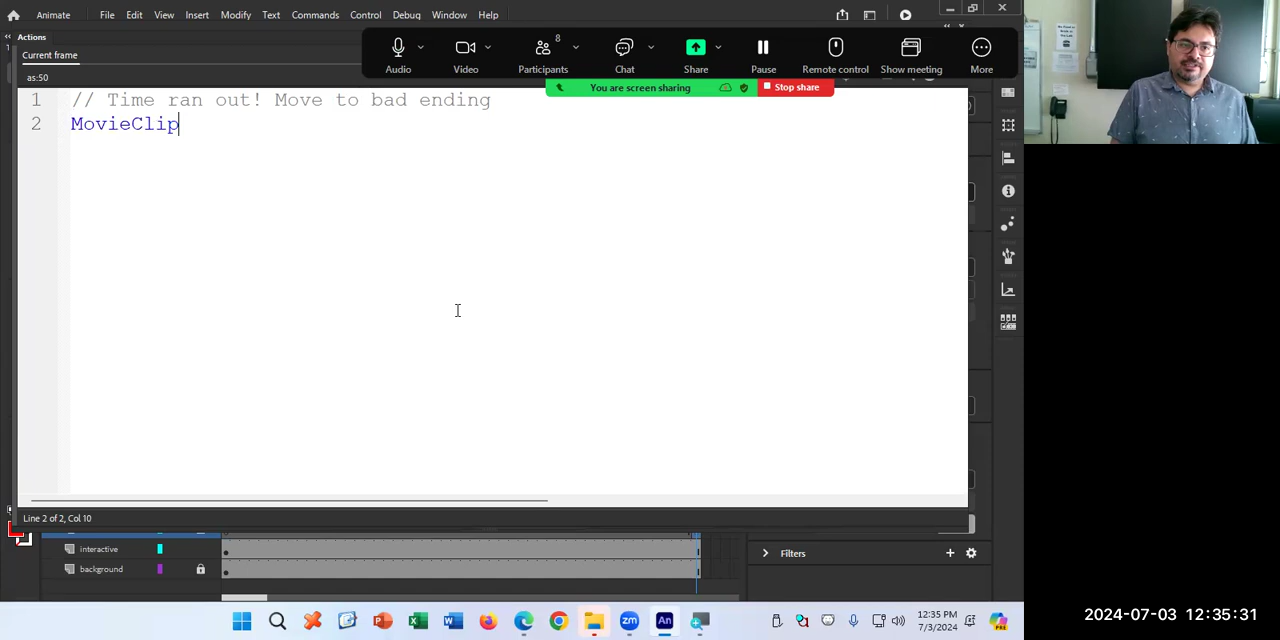 Animate File Edit View Insert Modify Text Commands Control Debug Window Help
Actions
Current frame
as:50
Audio Video Participants 8 Chat Share Pause Remote control Show meeting More
You are screen sharing Stop share
1 // Time ran out! Move to bad ending
2 MovieClip
Line 2 of 2, Col 10
interactive
background
Filters
12:35 PM
7/3/2024
2024-07-03 12:35:31